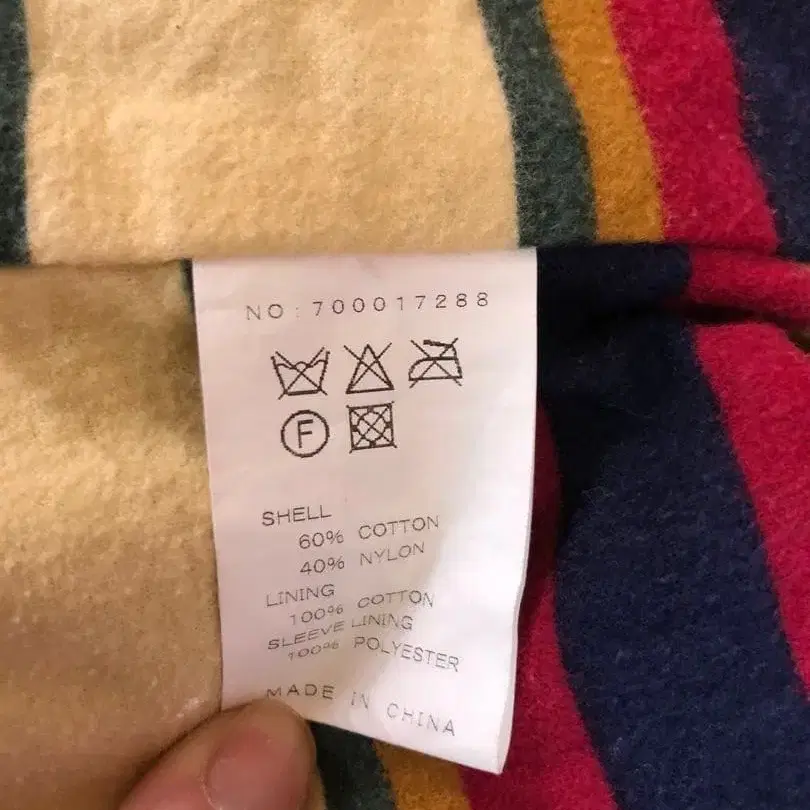 NO:700017288
F
SHELL
60% COTTON
40% NYLON
LINING
100% COTTON
SLEEVE LINING
100% POLYESTER
MADE IN CHINA